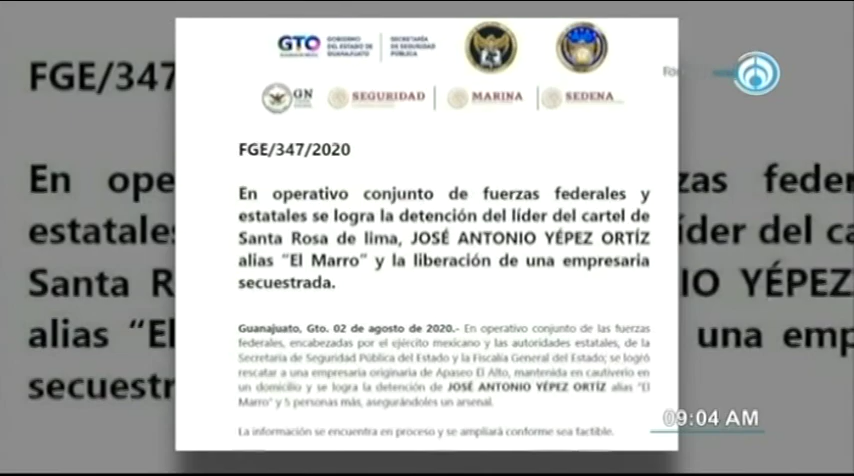 GTO
GOBIERNO
DEL ESTADO DE
GUANAJUATO
SECRETARÍA
DE SEGURIDAD
PÚBLICA
GN
SEGURIDAD
MARINA
SEDENA
FGE/347
FGE/347/2020
En operativo conjunto de fuerzas federales y
estatales se logra la detención del líder del cartel de
Santa Rosa de lima, JOSÉ ANTONIO YÉPEZ ORTÍZ
alias “El Marro” y la liberación de una empresaria
secuestrada.
Guanajuato, Gto. 02 de agosto de 2020.- En operativo conjunto de las fuerzas
federales, encabezadas por el ejército mexicano y las autoridades estatales, de la
Secretaría de Seguridad Pública del Estado y la Fiscalía General del Estado; se logró
rescatar a una empresaria originaria de Apaseo El Alto, mantenida en cautiverio en
un domicilio y se logra la detención de JOSÉ ANTONIO YÉPEZ ORTÍZ alias “El
Marro” y 5 personas más, asegurándoles un arsenal.
La información se encuentra en proceso y se ampliará conforme sea factible.
En ope
zas feder
estatales
líder del ca
Santa R
IO YÉPEZ
alias “El
una emp
secuestr
09:04 AM